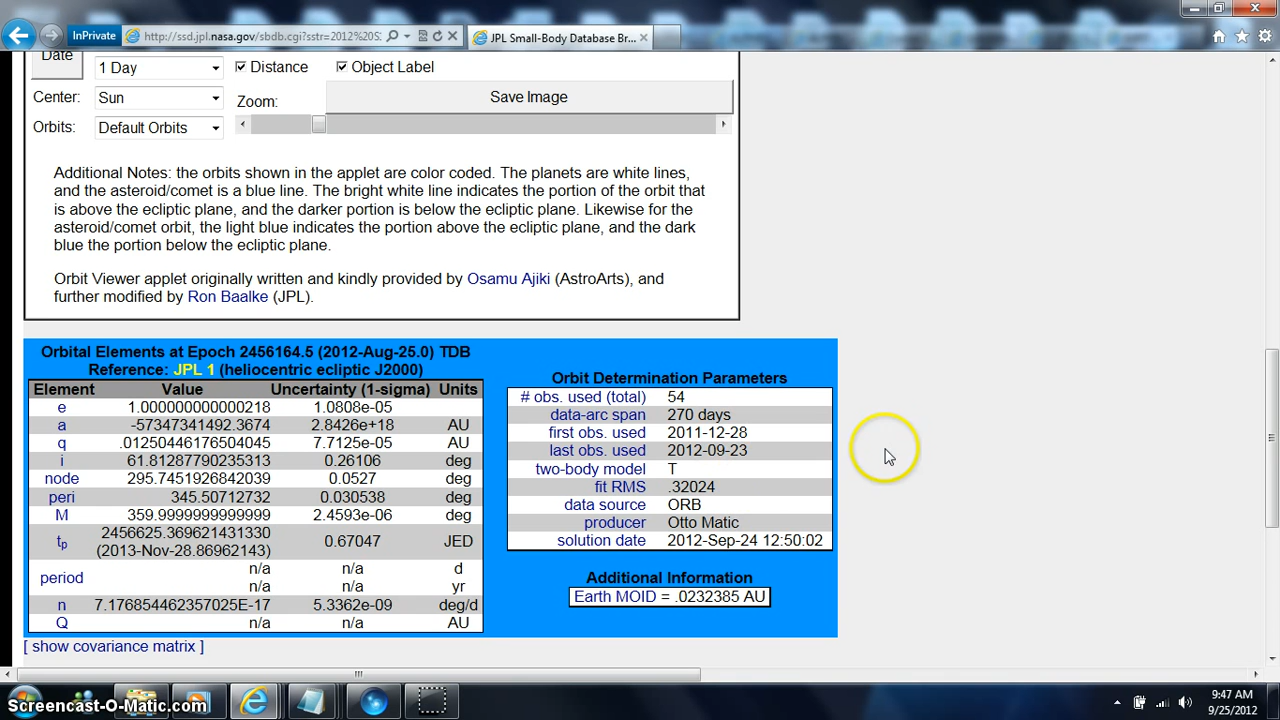 InPrivate
http://ssd.jpl.nasa.gov/sbdb.cgi?sstr=2012%20S
JPL Small-Body Database Br...
Date
1 Day
Distance
Object Label
Center:
Sun
Zoom:
Save Image
Orbits:
Default Orbits
Additional Notes: the orbits shown in the applet are color coded. The planets are white lines,
and the asteroid/comet is a blue line. The bright white line indicates the portion of the orbit that
is above the ecliptic plane, and the darker portion is below the ecliptic plane. Likewise for the
asteroid/comet orbit, the light blue indicates the portion above the ecliptic plane, and the dark
blue the portion below the ecliptic plane.
Orbit Viewer applet originally written and kindly provided by Osamu Ajiki (AstroArts), and
further modified by Ron Baalke (JPL).
Orbital Elements at Epoch 2456164.5 (2012-Aug-25.0) TDB
Reference: JPL 1 (heliocentric ecliptic J2000)
Element Value Uncertainty (1-sigma) Units
e 1.000000000000218 1.0808e-05
a -57347341492.3674 2.8426e+18 AU
q .01250446176504045 7.7125e-05 AU
i 61.81287790235313 0.26106 deg
node 295.7451926842039 0.0527 deg
peri 345.50712732 0.030538 deg
M 359.9999999999999 2.4593e-06 deg
tp 2456625.369621431330 0.67047 JED
(2013-Nov-28.86962143)
period n/a n/a d
n/a n/a yr
n 7.176854462357025E-17 5.3362e-09 deg/d
Q n/a n/a AU
Orbit Determination Parameters
# obs. used (total) 54
data-arc span 270 days
first obs. used 2011-12-28
last obs. used 2012-09-23
two-body model T
fit RMS .32024
data source ORB
producer Otto Matic
solution date 2012-Sep-24 12:50:02
Additional Information
Earth MOID = .0232385 AU
[ show covariance matrix ]
Screencast-O-Matic.com
9:47 AM
9/25/2012